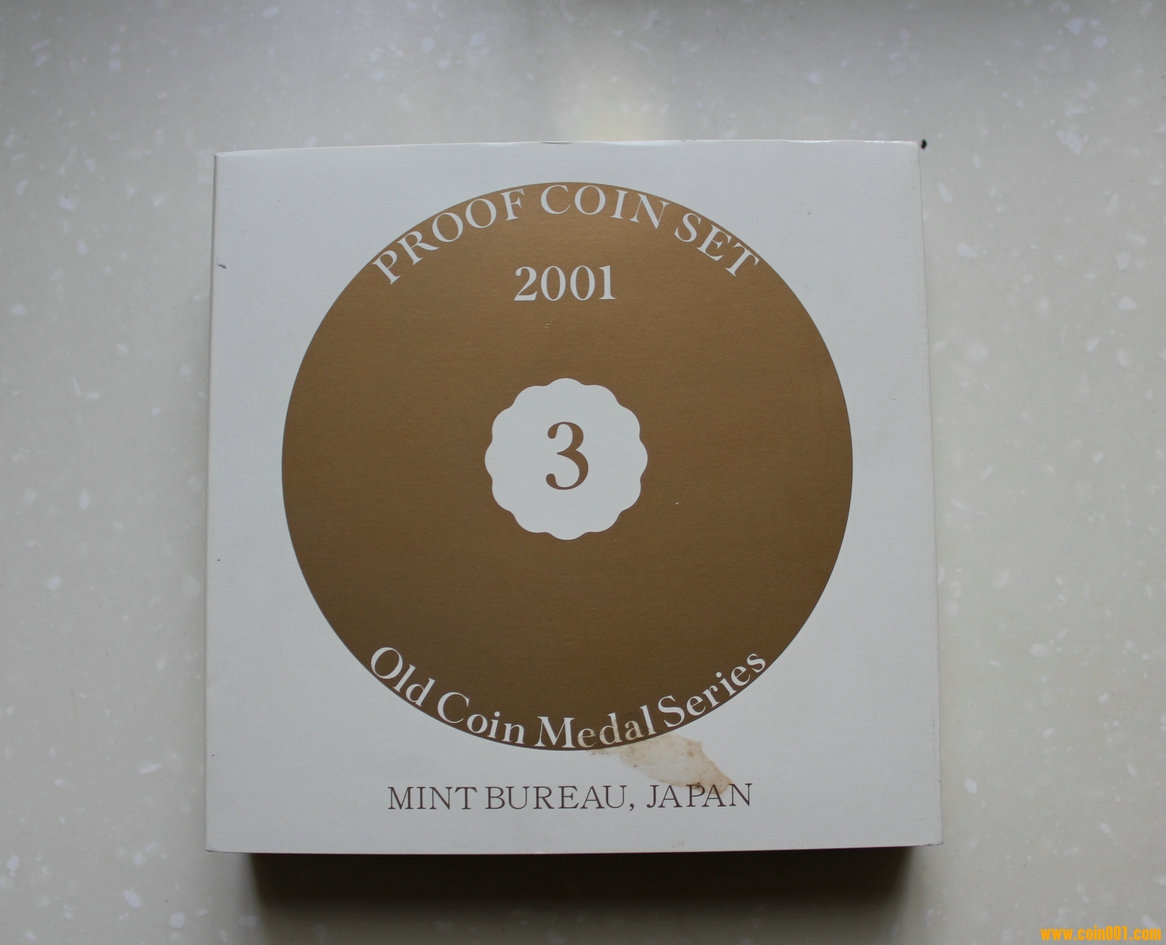 PROOF COIN SET
2001
3
Old Coin Medal Series
MINT BUREAU, JAPAN
www.coin001.com